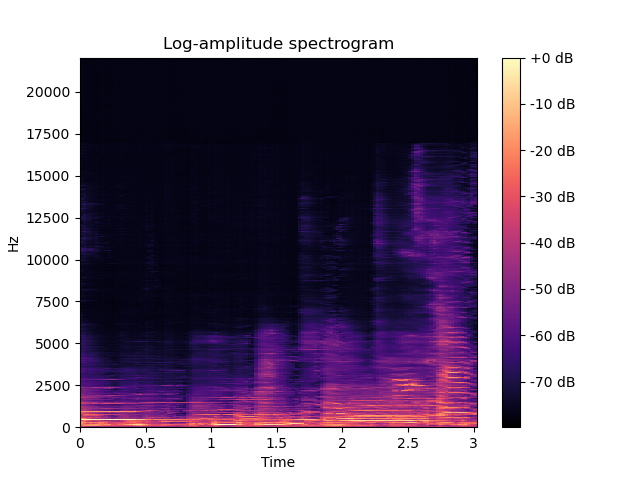 Log-amplitude spectrogram
Hz
20000
17500
15000
12500
10000
7500
5000
2500
0
0 0.5 1 1.5 2 2.5 3
Time
+0 dB
-10 dB
-20 dB
-30 dB
-40 dB
-50 dB
-60 dB
-70 dB